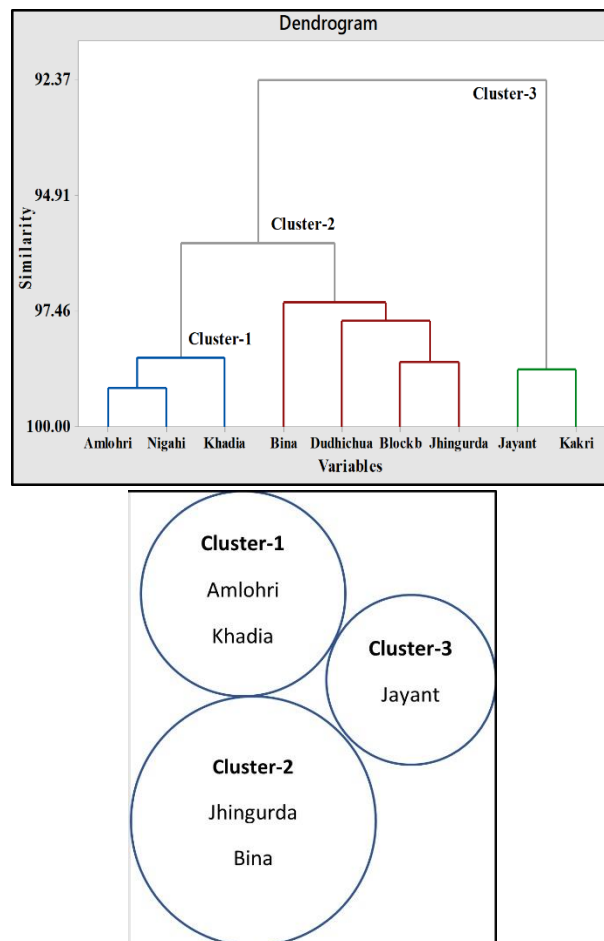 Dendrogram
92.37
Cluster-3
94.91
Cluster-2
Similarity
97.46
Cluster-1
100.00
Amlohri Nigahi Khadia Bina Dudhichua Blockb Jhingurda Jayant Kakri
Variables
Cluster-1
Amlohri
Khadia
Cluster-3
Jayant
Cluster-2
Jhingurda
Bina